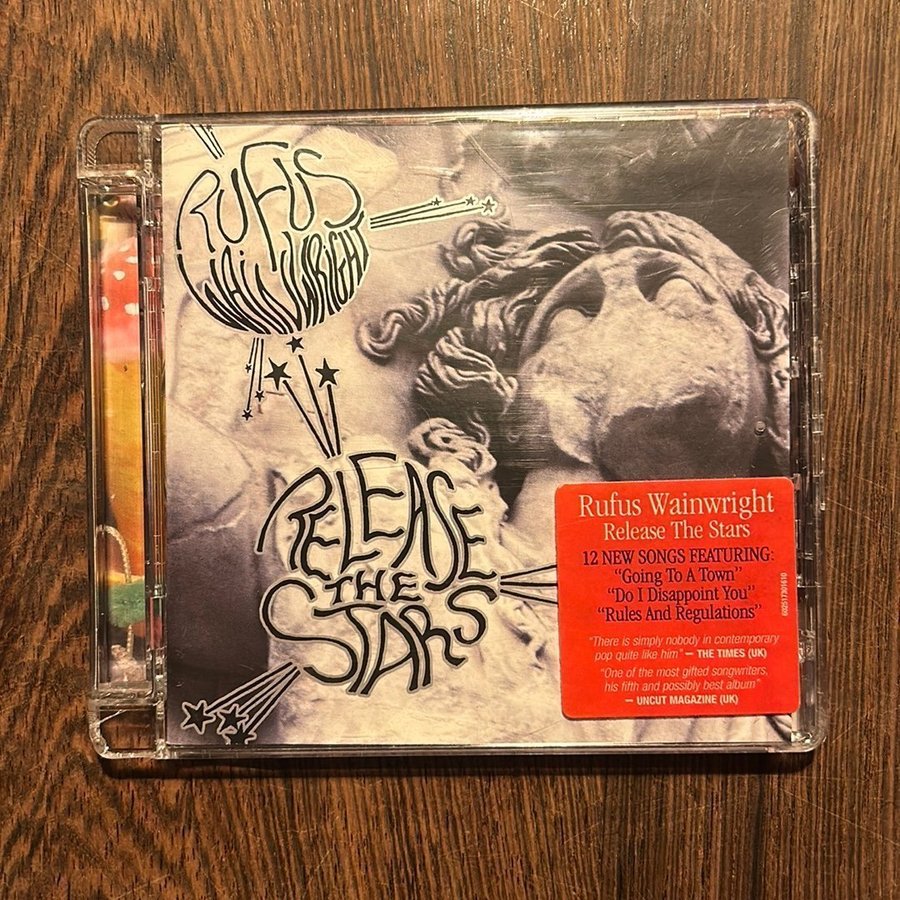 RUFUS
WAiNWRiGHT
RELEASE
THE
STARS
Rufus Wainwright
Release The Stars
12 NEW SONGS FEATURING:
"Going To A Town"
"Do I Disappoint You"
"Rules And Regulations"
"There is simply nobody in contemporary
pop quite like him" – THE TIMES (UK)
"One of the most gifted songwriters,
his fifth and possibly best album"
– UNCUT MAGAZINE (UK)
602517301610